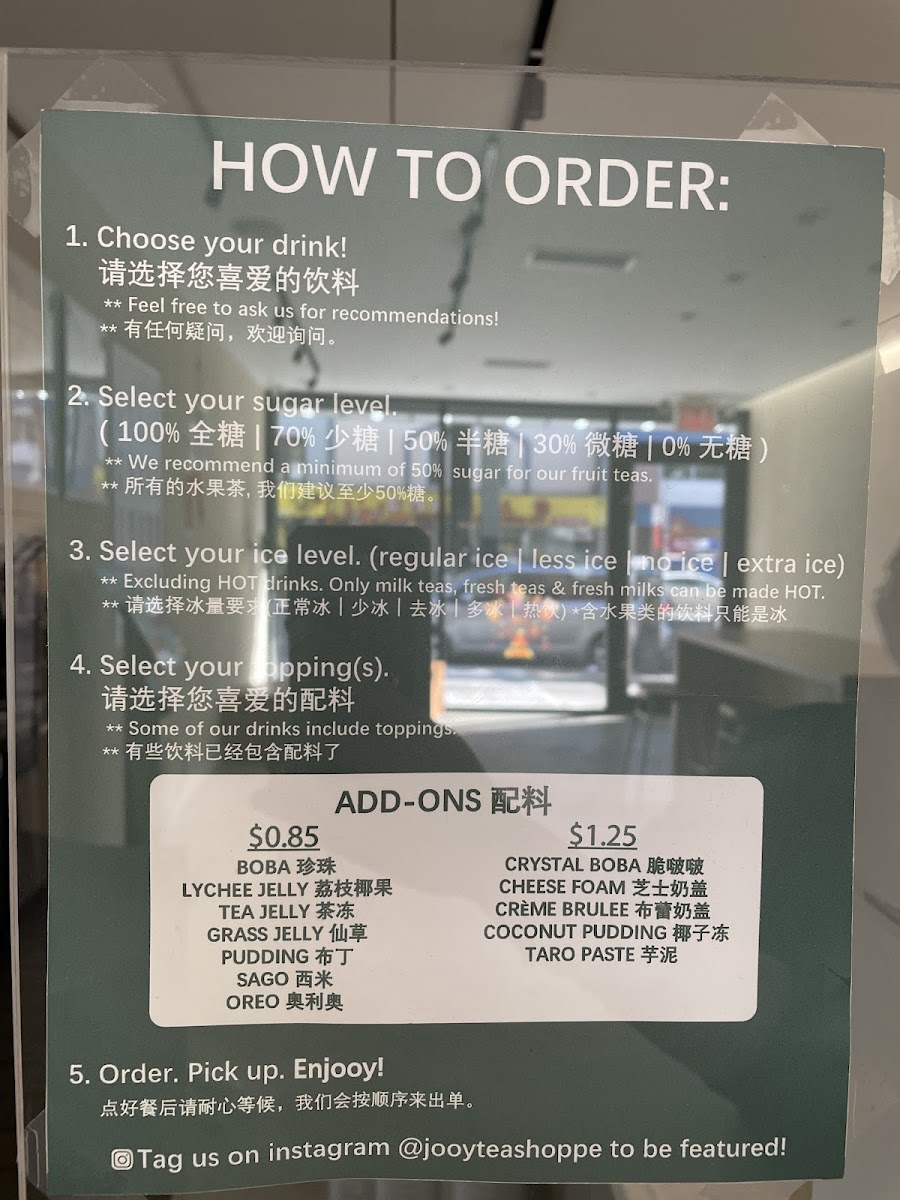 HOW TO ORDER:
1. Choose your drink!
请选择您喜爱的饮料
** Feel free to ask us for recommendations!
** 有任何疑问，欢迎询问。
2. Select your sugar level.
( 100% 全糖 | 70% 少糖 | 50% 半糖 | 30% 微糖 | 0% 无糖 )
** We recommend a minimum of 50% sugar for our fruit teas.
** 所有的水果茶, 我们建议至少50%糖。
3. Select your ice level. (regular ice | less ice | no ice | extra ice)
** Excluding HOT drinks. Only milk teas, fresh teas & fresh milks can be made HOT.
** 请选择冰量要求(正常冰 | 少冰 | 去冰 | 多冰 | 热饮) *含水果类的饮料只能是冰
4. Select your topping(s).
请选择您喜爱的配料
** Some of our drinks include toppings.
** 有些饮料已经包含配料了
ADD-ONS 配料
$0.85
BOBA 珍珠
LYCHEE JELLY 荔枝椰果
TEA JELLY 茶冻
GRASS JELLY 仙草
PUDDING 布丁
SAGO 西米
OREO 奥利奥
$1.25
CRYSTAL BOBA 脆啵啵
CHEESE FOAM 芝士奶盖
CRÈME BRULEE 布蕾奶盖
COCONUT PUDDING 椰子冻
TARO PASTE 芋泥
5. Order. Pick up. Enjooy!
点好餐后请耐心等候，我们会按顺序来出单。
Tag us on instagram @jooyteashoppe to be featured!